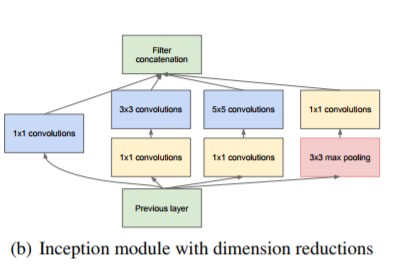 Filter
concatenation
3x3 convolutions
5x5 convolutions
1x1 convolutions
1x1 convolutions
1x1 convolutions
1x1 convolutions
3x3 max pooling
Previous layer
(b) Inception module with dimension reductions